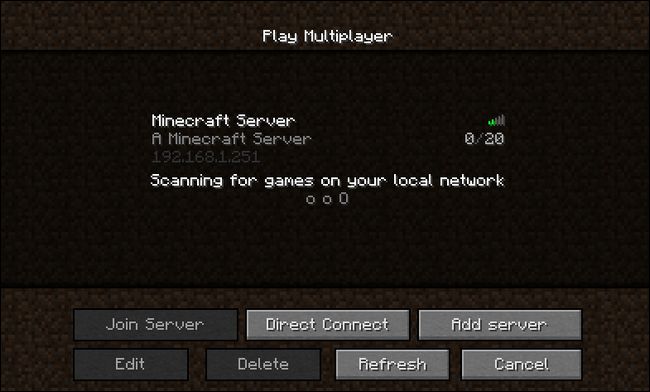 Play Multiplayer
Minecraft Server
A Minecraft Server 0/20
192.168.1.251
Scanning for games on your local network
o o O
Join Server Direct Connect Add server
Edit Delete Refresh Cancel